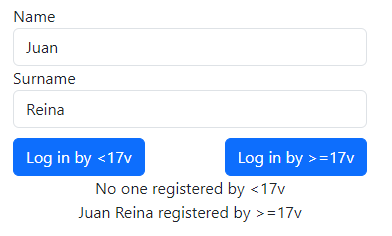 Name
Juan
Surname
Reina
Log in by <17v
Log in by >=17v
No one registered by <17v
Juan Reina registered by >=17v